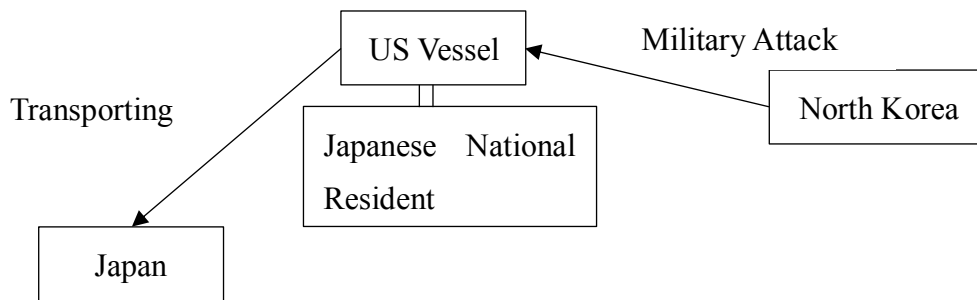 US Vessel
Military Attack
Transporting
North Korea
Japanese National
Resident
Japan